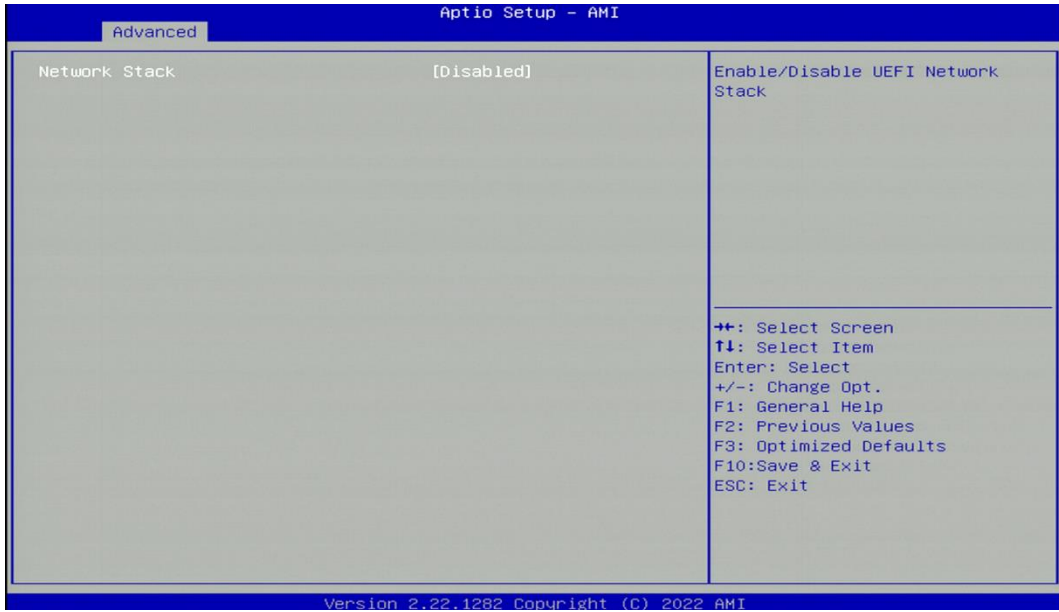 Aptio Setup – AMI
Advanced
Network Stack [Disabled]
Enable/Disable UEFI Network
Stack
→←: Select Screen
↑↓: Select Item
Enter: Select
+/-: Change Opt.
F1: General Help
F2: Previous Values
F3: Optimized Defaults
F10:Save & Exit
ESC: Exit
Version 2.22.1282 Copyright (C) 2022 AMI